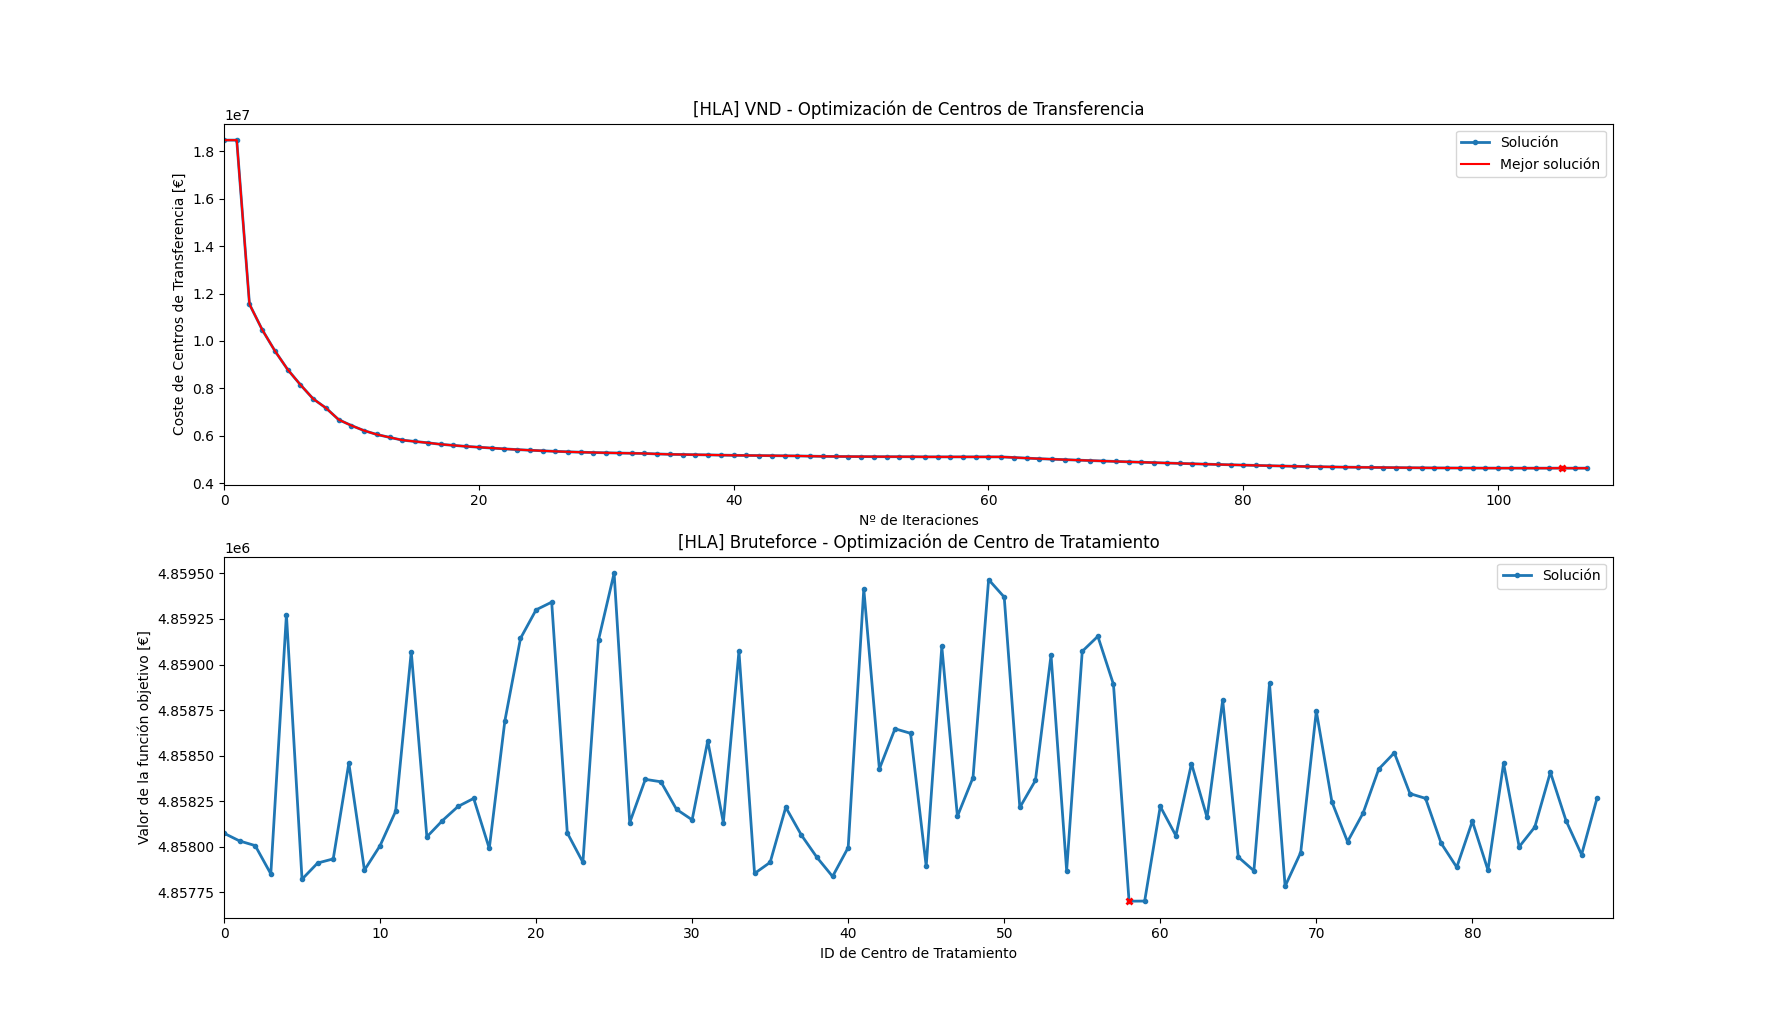 [HLA] VND - Optimización de Centros de Transferencia
1e7
1.8
1.6
1.4
1.2
1.0
0.8
0.6
0.4
Coste de Centros de Transferencia [€]
Solución
Mejor solución
0 20 40 60 80 100
Nº de Iteraciones
[HLA] Bruteforce - Optimización de Centro de Tratamiento
1e6
4.85950
4.85925
4.85900
4.85875
4.85850
4.85825
4.85800
4.85775
Valor de la función objetivo [€]
Solución
0 10 20 30 40 50 60 70 80
ID de Centro de Tratamiento